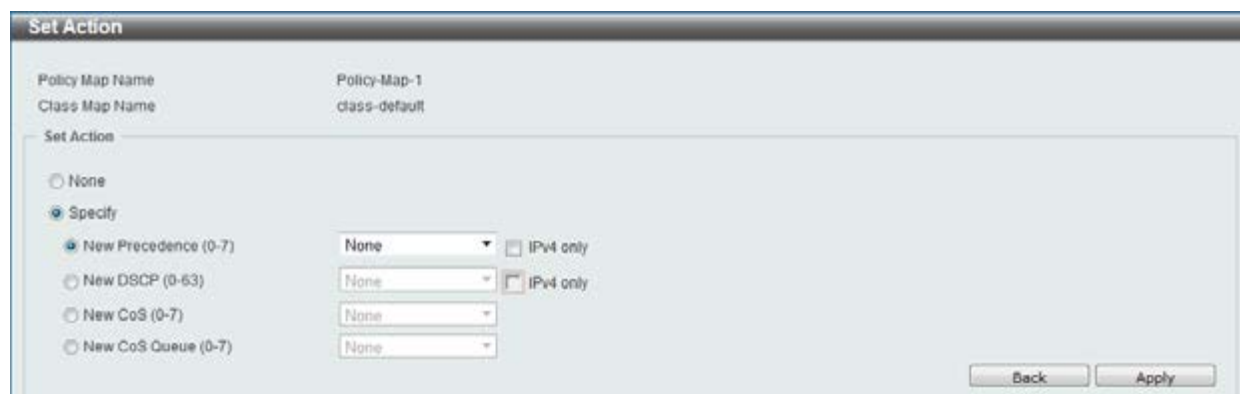 Set Action
Policy Map Name Policy-Map-1
Class Map Name class-default
Set Action
None
Specify
New Precedence (0-7) None IPv4 only
New DSCP (0-63) None IPv4 only
New CoS (0-7) None
New CoS Queue (0-7) None
Back Apply